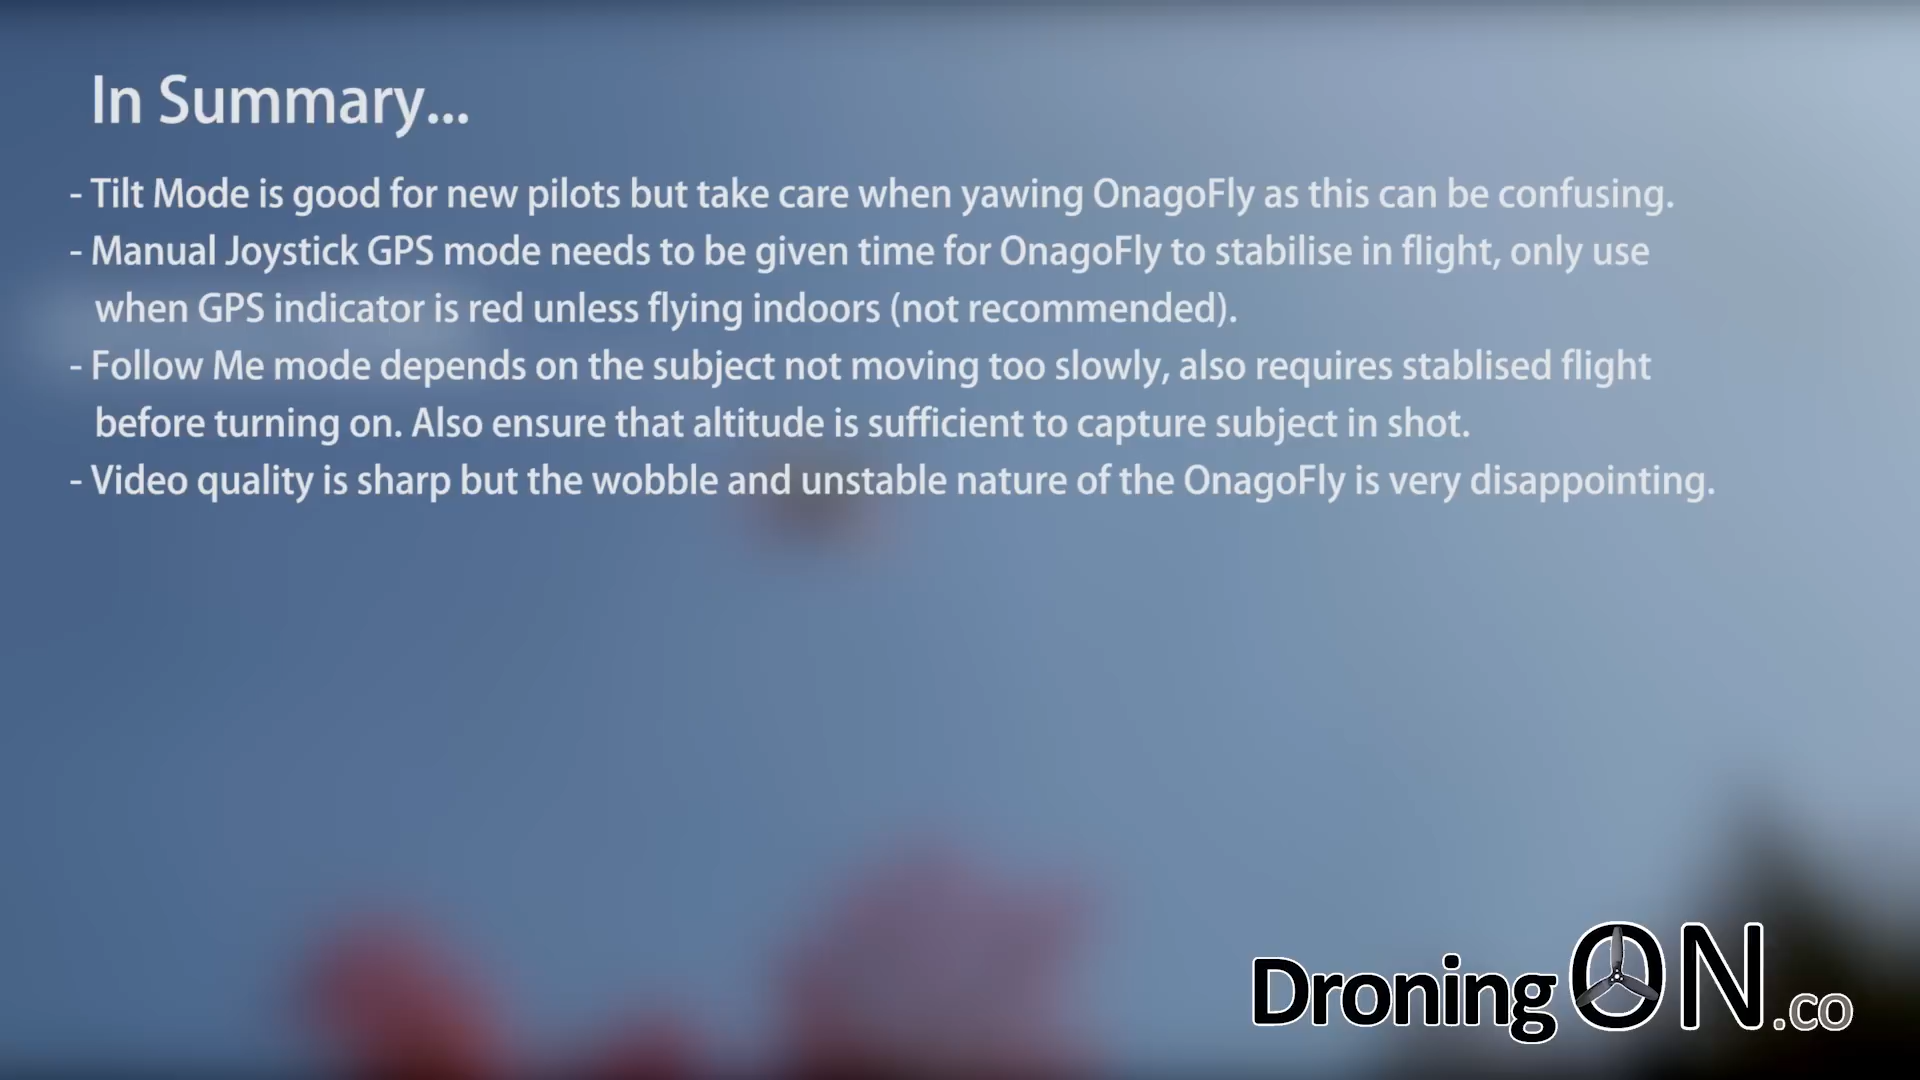 In Summary...
- Tilt Mode is good for new pilots but take care when yawing OnagoFly as this can be confusing.
- Manual Joystick GPS mode needs to be given time for OnagoFly to stabilise in flight, only use
when GPS indicator is red unless flying indoors (not recommended).
- Follow Me mode depends on the subject not moving too slowly, also requires stablised flight
before turning on. Also ensure that altitude is sufficient to capture subject in shot.
- Video quality is sharp but the wobble and unstable nature of the OnagoFly is very disappointing.
DroningON.co